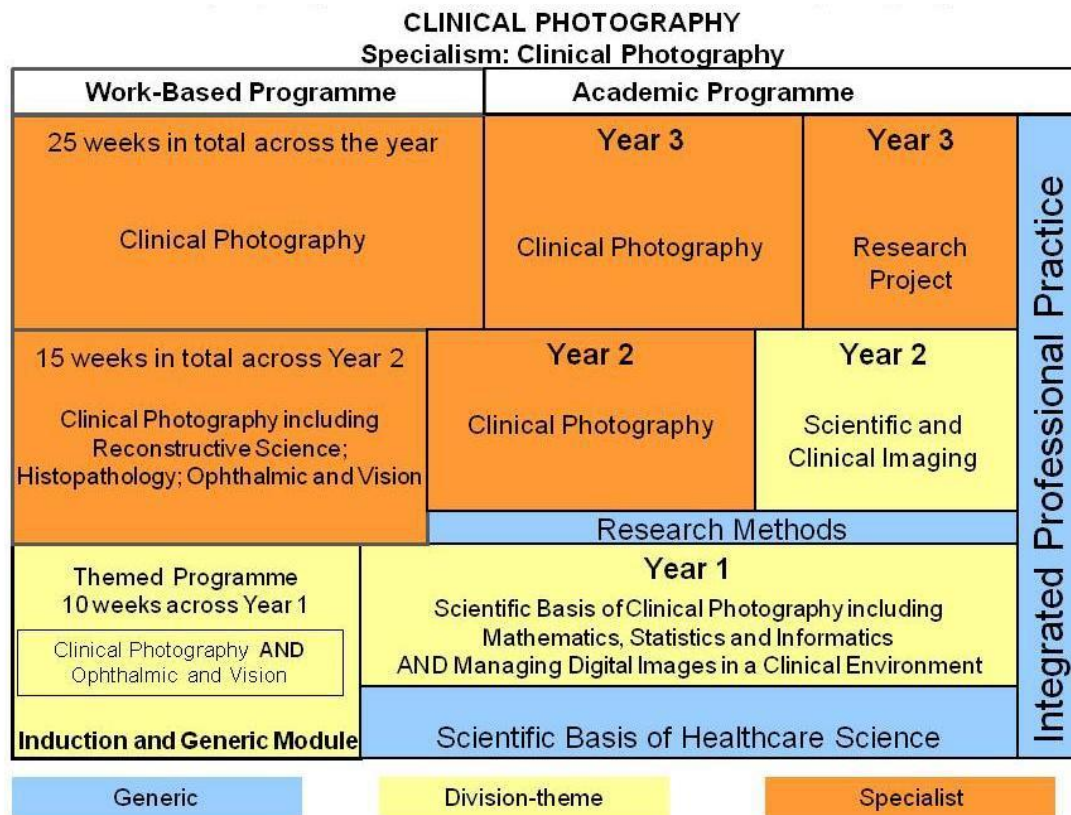 CLINICAL PHOTOGRAPHY
Specialism: Clinical Photography
Work-Based Programme
Academic Programme
25 weeks in total across the year
Clinical Photography
Year 3
Clinical Photography
Year 3
Research
Project
15 weeks in total across Year 2
Clinical Photography including
Reconstructive Science;
Histopathology; Ophthalmic and Vision
Year 2
Clinical Photography
Year 2
Scientific and
Clinical Imaging
Research Methods
Themed Programme
10 weeks across Year 1
Clinical Photography AND
Ophthalmic and Vision
Induction and Generic Module
Year 1
Scientific Basis of Clinical Photography including
Mathematics, Statistics and Informatics
AND Managing Digital Images in a Clinical Environment
Scientific Basis of Healthcare Science
Integrated Professional Practice
Generic
Division-theme
Specialist